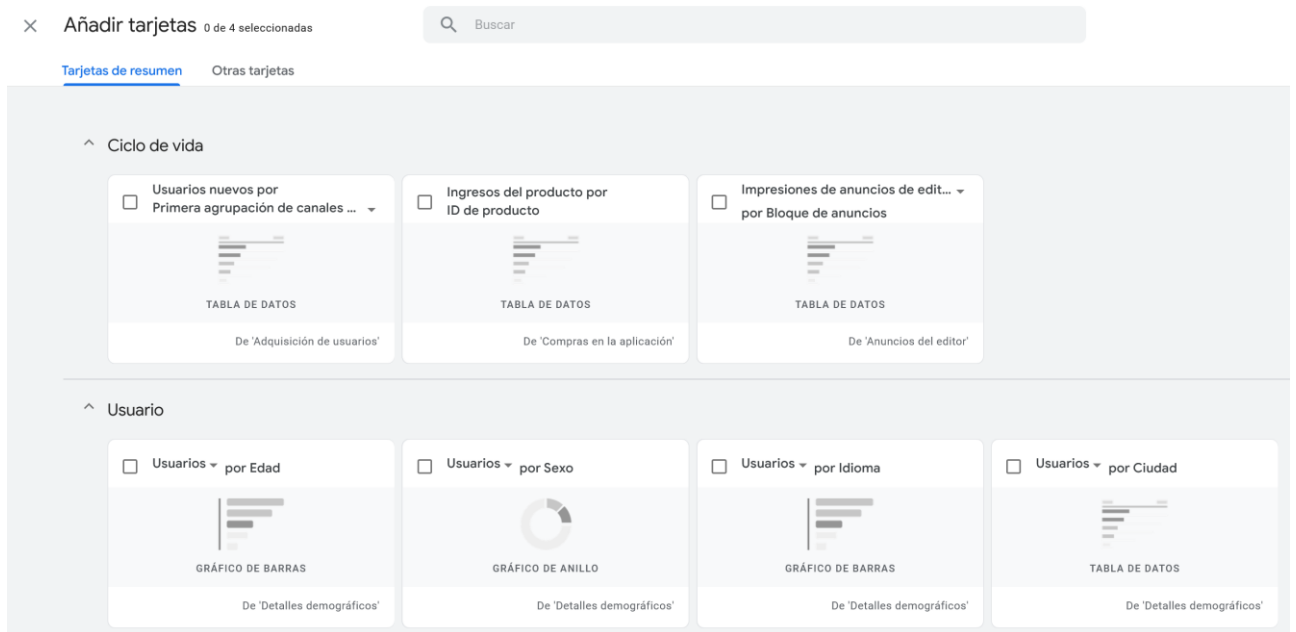 Añadir tarjetas 0 de 4 seleccionadas
Buscar
Tarjetas de resumen
Otras tarjetas
Ciclo de vida
Usuarios nuevos por
Primera agrupación de canales ...
TABLA DE DATOS
De 'Adquisición de usuarios'
Ingresos del producto por
ID de producto
TABLA DE DATOS
De 'Compras en la aplicación'
Impresiones de anuncios de edit...
por Bloque de anuncios
TABLA DE DATOS
De 'Anuncios del editor'
Usuario
Usuarios por Edad
GRÁFICO DE BARRAS
De 'Detalles demográficos'
Usuarios por Sexo
GRÁFICO DE ANILLO
De 'Detalles demográficos'
Usuarios por Idioma
GRÁFICO DE BARRAS
De 'Detalles demográficos'
Usuarios por Ciudad
TABLA DE DATOS
De 'Detalles demográficos'